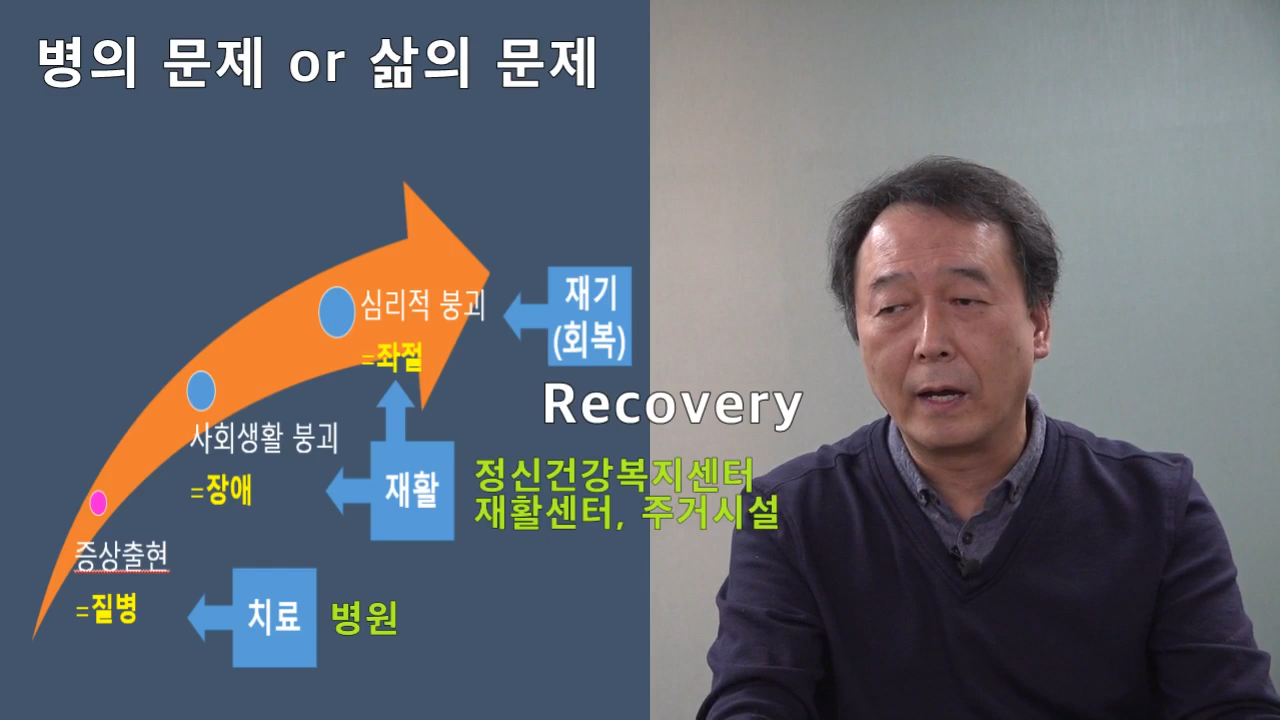 병의 문제 or 삶의 문제
심리적 붕괴
=좌절
재기
(회복)
Recovery
사회생활 붕괴
=장애
재활
정신건강복지센터
재활센터, 주거시설
증상출현
=질병
치료
병원